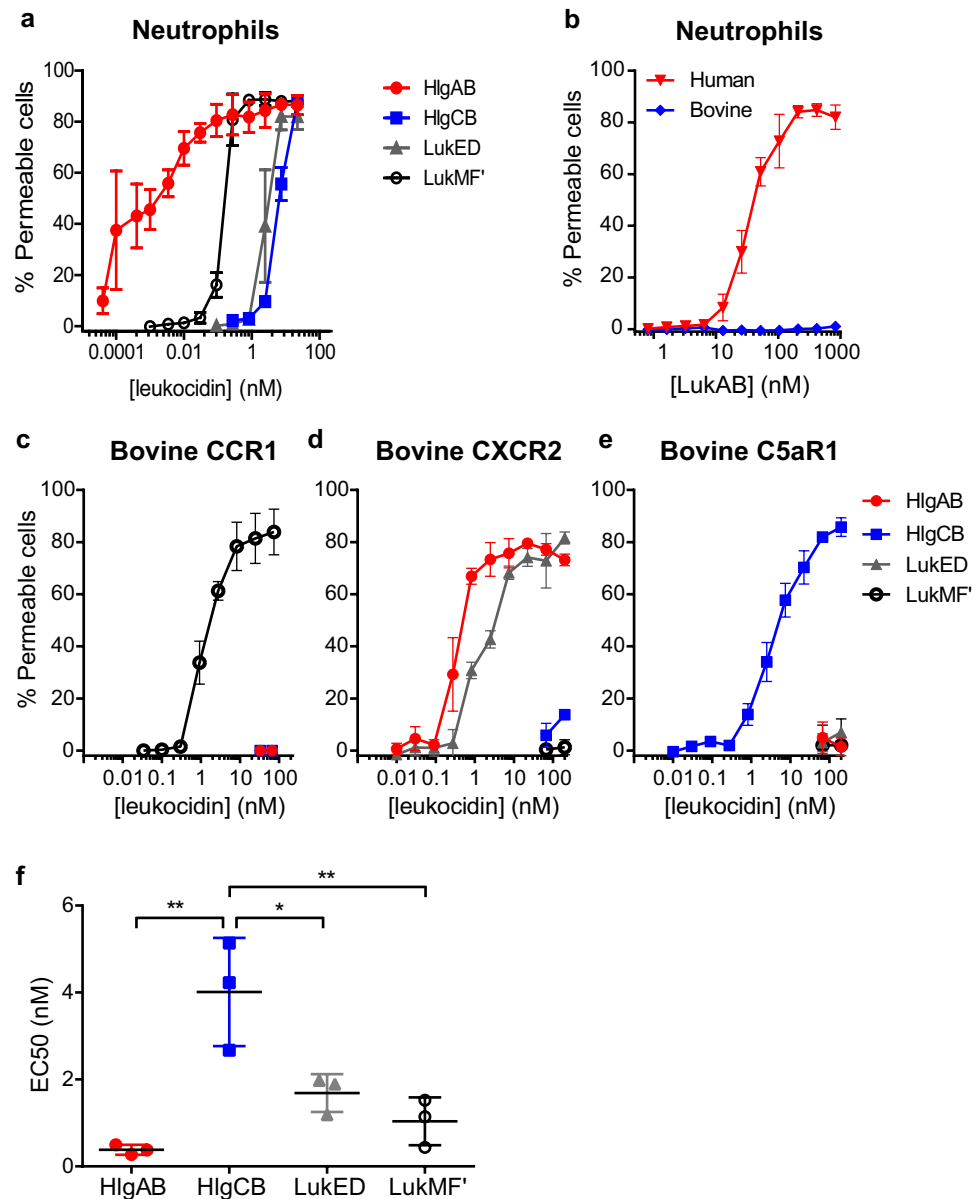 a
Neutrophils
% Permeable cells
100
80
60
40
20
0
0.0001 0.01 1 100
[leukocidin] (nM)
HlgAB
HlgCB
LukED
LukMF'
b
Neutrophils
% Permeable cells
100
80
60
40
20
0
1 10 100 1000
[LukAB] (nM)
Human
Bovine
c
Bovine CCR1
% Permeable cells
100
80
60
40
20
0
0.01 0.1 1 10 100
[leukocidin] (nM)
d
Bovine CXCR2
100
80
60
40
20
0
0.01 0.1 1 10 100
[leukocidin] (nM)
e
Bovine C5aR1
100
80
60
40
20
0
0.01 0.1 1 10 100
[leukocidin] (nM)
HlgAB
HlgCB
LukED
LukMF'
f
EC50 (nM)
6
4
2
0
**
*
**
HlgAB HlgCB LukED LukMF'